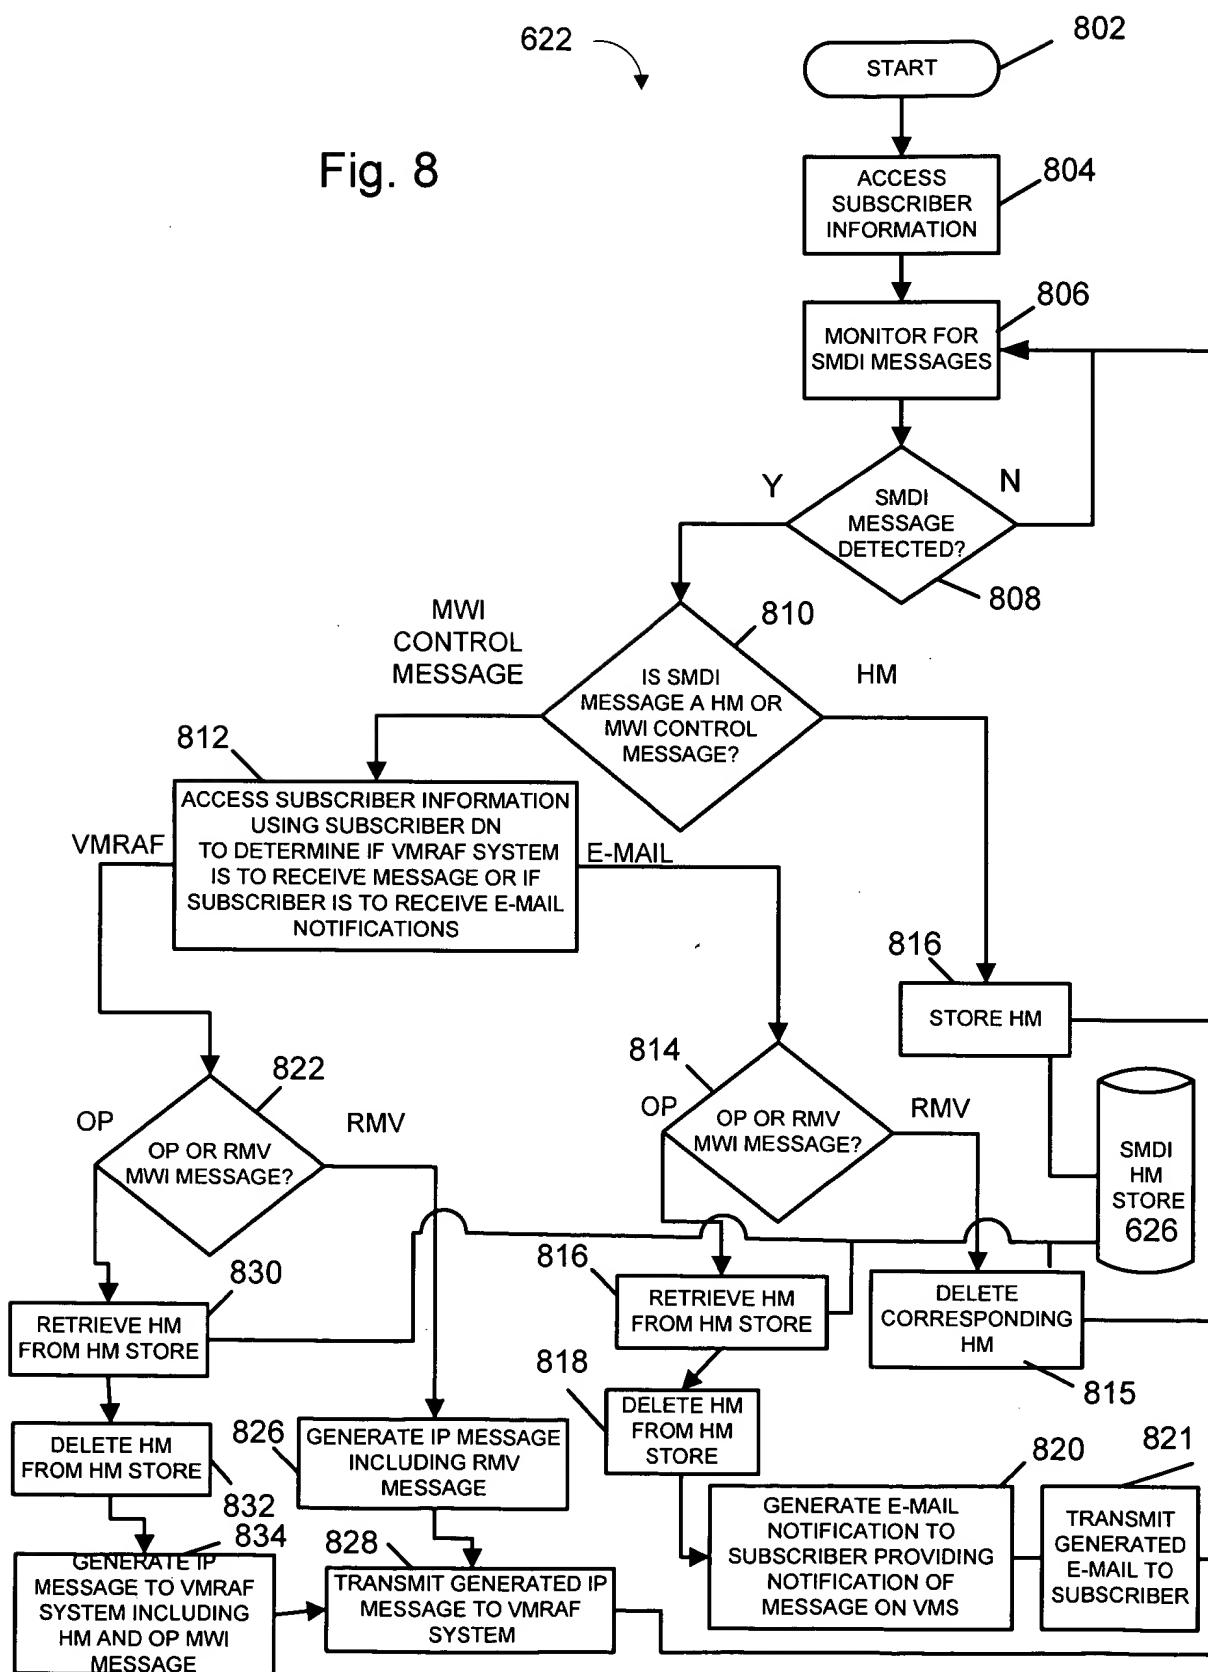 622
802
START
Fig. 8
ACCESS
SUBSCRIBER
INFORMATION
804
806
MONITOR FOR
SMDI MESSAGES
Y
N
SMDI
MESSAGE
DETECTED?
808
MWI
CONTROL
MESSAGE
810
HM
IS SMDI
MESSAGE A HM OR
MWI CONTROL
MESSAGE?
812
ACCESS SUBSCRIBER INFORMATION
USING SUBSCRIBER DN
TO DETERMINE IF VMRAF SYSTEM
IS TO RECEIVE MESSAGE OR IF
SUBSCRIBER IS TO RECEIVE E-MAIL
NOTIFICATIONS
VMRAF
E-MAIL
816
STORE HM
822
OP
RMV
OP OR RMV
MWI MESSAGE?
814
OP
RMV
OP OR RMV
MWI MESSAGE?
SMDI
HM
STORE
626
830
RETRIEVE HM
FROM HM STORE
816
RETRIEVE HM
FROM HM STORE
DELETE
CORRESPONDING
HM
815
818
DELETE HM
FROM HM
STORE
DELETE HM
FROM HM STORE
832
826
GENERATE IP MESSAGE
INCLUDING RMV
MESSAGE
820
GENERATE E-MAIL
NOTIFICATION TO
SUBSCRIBER PROVIDING
NOTIFICATION OF
MESSAGE ON VMS
821
TRANSMIT
GENERATED
E-MAIL TO
SUBSCRIBER
834
GENERATE IP
MESSAGE TO VMRAF
SYSTEM INCLUDING
HM AND OP MWI
MESSAGE
828
TRANSMIT GENERATED IP
MESSAGE TO VMRAF
SYSTEM